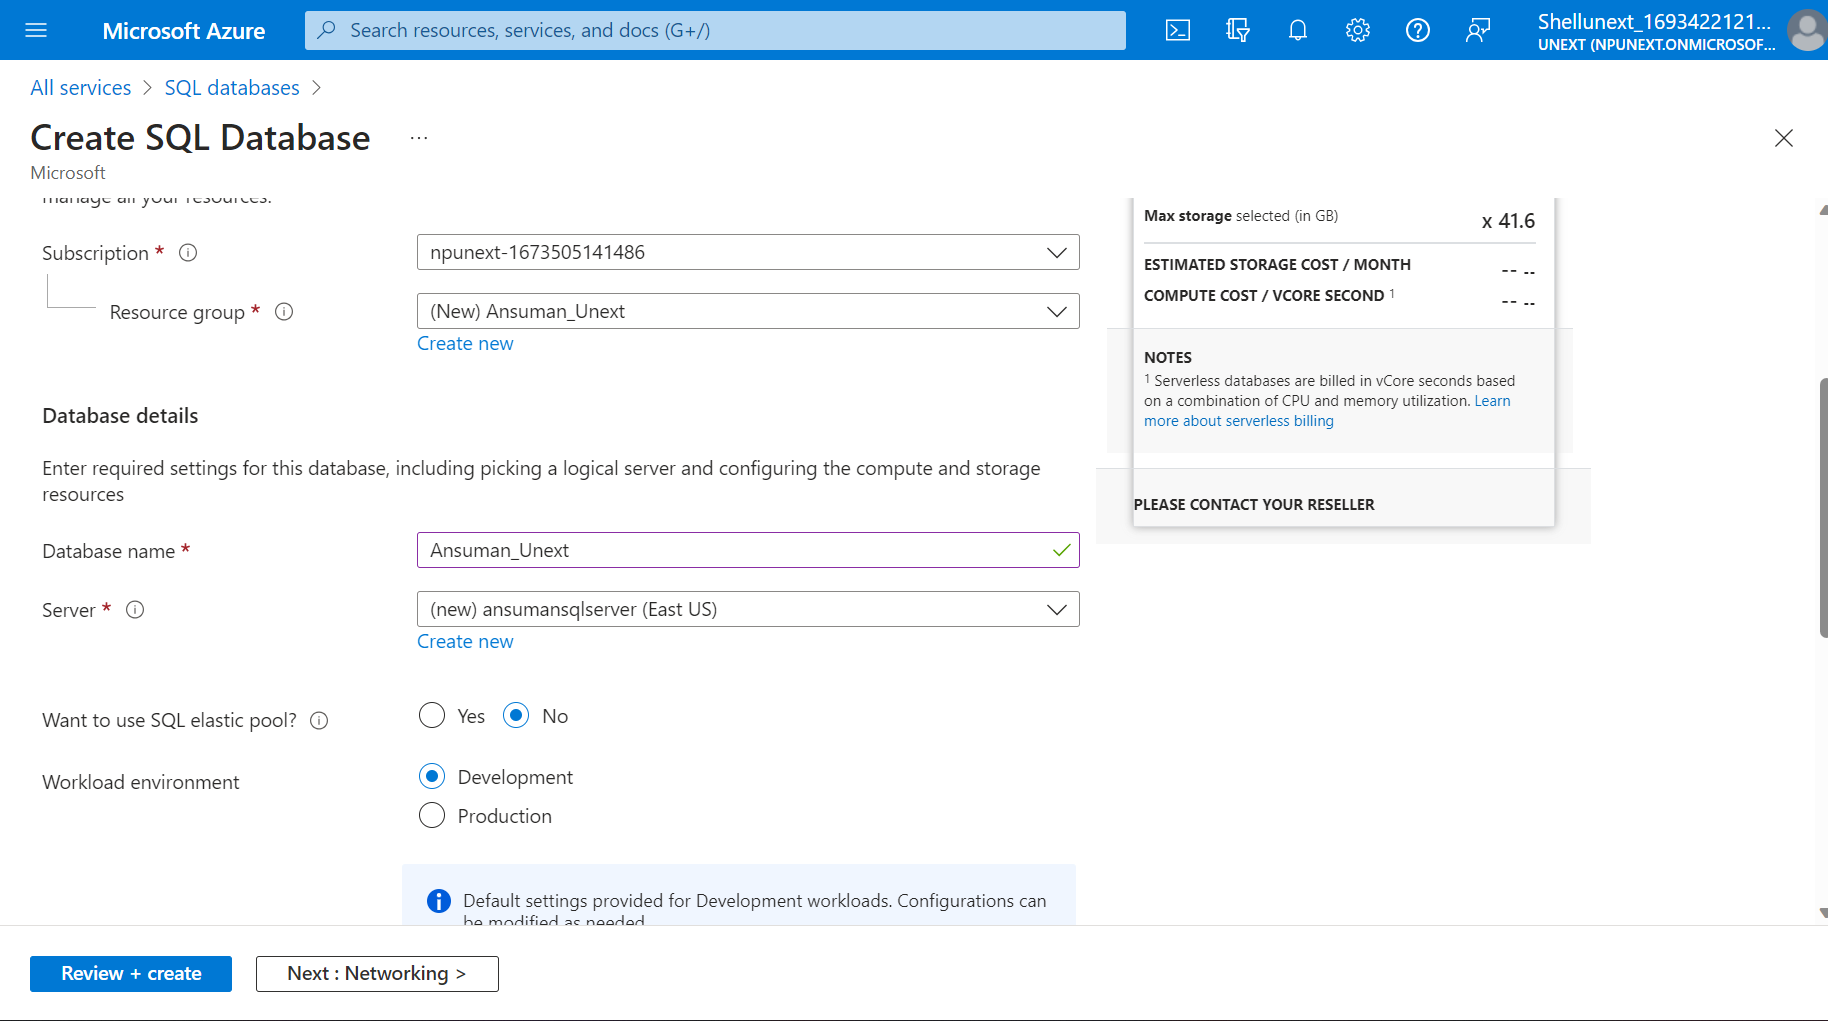 Microsoft Azure
Search resources, services, and docs (G+/)
Shellunext_1693422121...
UNEXT (NPUNEXT.ONMICROSOF...
All services > SQL databases >
Create SQL Database ...
Microsoft
manage all your resources.
Subscription *
npunext-1673505141486
Resource group *
(New) Ansuman_Unext
Create new
Database details
Enter required settings for this database, including picking a logical server and configuring the compute and storage
resources
Database name *
Ansuman_Unext
Server *
(new) ansumansqlserver (East US)
Create new
Want to use SQL elastic pool?
Yes No
Workload environment
Development
Production
Default settings provided for Development workloads. Configurations can
be modified as needed
Max storage selected (in GB) x 41.6
ESTIMATED STORAGE COST / MONTH -- --
COMPUTE COST / VCORE SECOND 1 -- --
NOTES
1 Serverless databases are billed in vCore seconds based
on a combination of CPU and memory utilization. Learn
more about serverless billing
PLEASE CONTACT YOUR RESELLER
Review + create
Next : Networking >